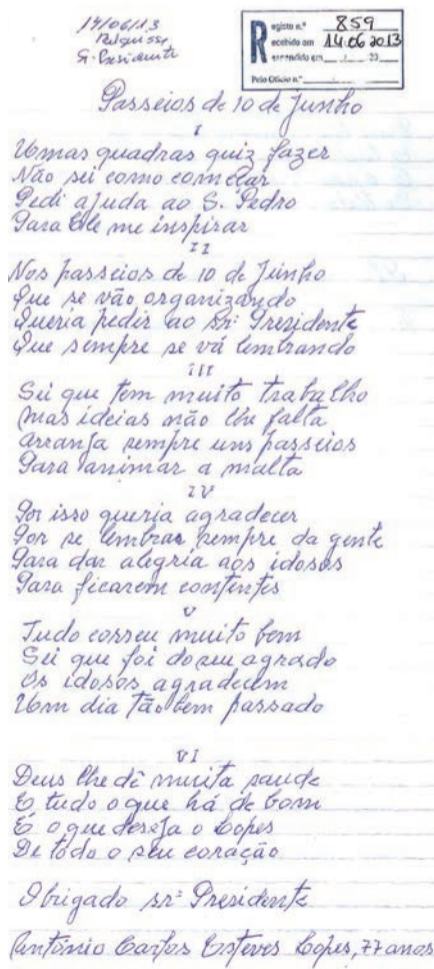 14/06/13
Sr. Presidente
Registo n.º 859
Recebido em 14.06.2013
Respondido em / / 20
Pelo Ofício n.º
Passeios de 10 de Junho
I
Umas quadras quiz fazer
Não sei como começar
Pedi ajuda ao S. Pedro
Para Ele me inspirar
II
Nos passeios de 10 de Junho
Que se vão organizando
Queria pedir ao srº Presidente
Que sempre se vá lembrando
III
Sei que tem muito trabalho
mas ideias não lhe falta
arranja sempre uns passeios
Para animar a malta
IV
Por isso queria agradecer
Por se lembrar sempre da gente
Para dar alegria aos idosos
Para ficarem contentes
V
Tudo correu muito bem
Sei que foi do seu agrado
Os idosos agradecem
Um dia tão bem passado
VI
Deus lhe dê muita saude
E tudo o que há de bom
É o que deseja o Lopes
De todo o seu coração
Obrigado srº Presidente
António Carlos Esteves Lopes, 77 anos